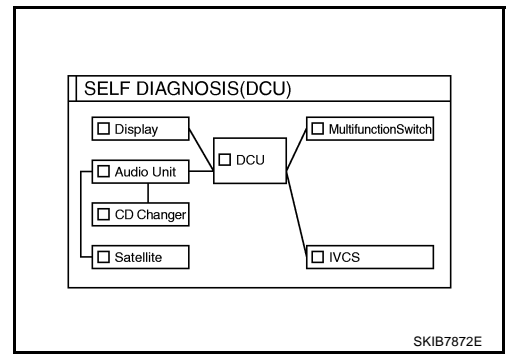 SELF DIAGNOSIS(DCU)
Display
MultifunctionSwitch
DCU
Audio Unit
CD Changer
Satellite
IVCS
SKIB7872E